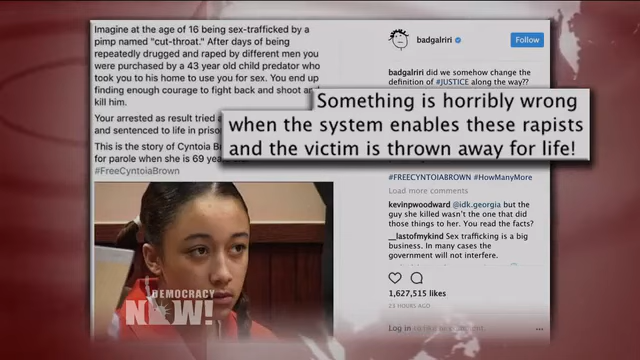 Imagine at the age of 16 being sex-trafficked by a
pimp named "cut-throat." After days of being
repeatedly drugged and raped by different men you
were purchased by a 43 year old child predator who
took you to his home to use you for sex. You end up
finding enough courage to fight back and shoot and
kill him.
Your arrested as result tried a
and sentenced to life in prison
This is the story of Cyntoia Br
for parole when she is 69 year
#FreeCyntoiaBrown
badgalriri
Follow
badgalriri did we somehow change the
definition of #JUSTICE along the way??
Something is horribly wrong
when the system enables these rapists
and the victim is thrown away for life!
#FREECYNTOIABROWN #HowManyMore
Load more comments
kevinpwoodward @idk.georgia but the
guy she killed wasn't the one that did
those things to her. You read the facts?
__lastofmykind Sex trafficking is a big
business. In many cases the
government will not interfere.
1,627,515 likes
23 HOURS AGO
Log in
DEMOCRACY
NOW!